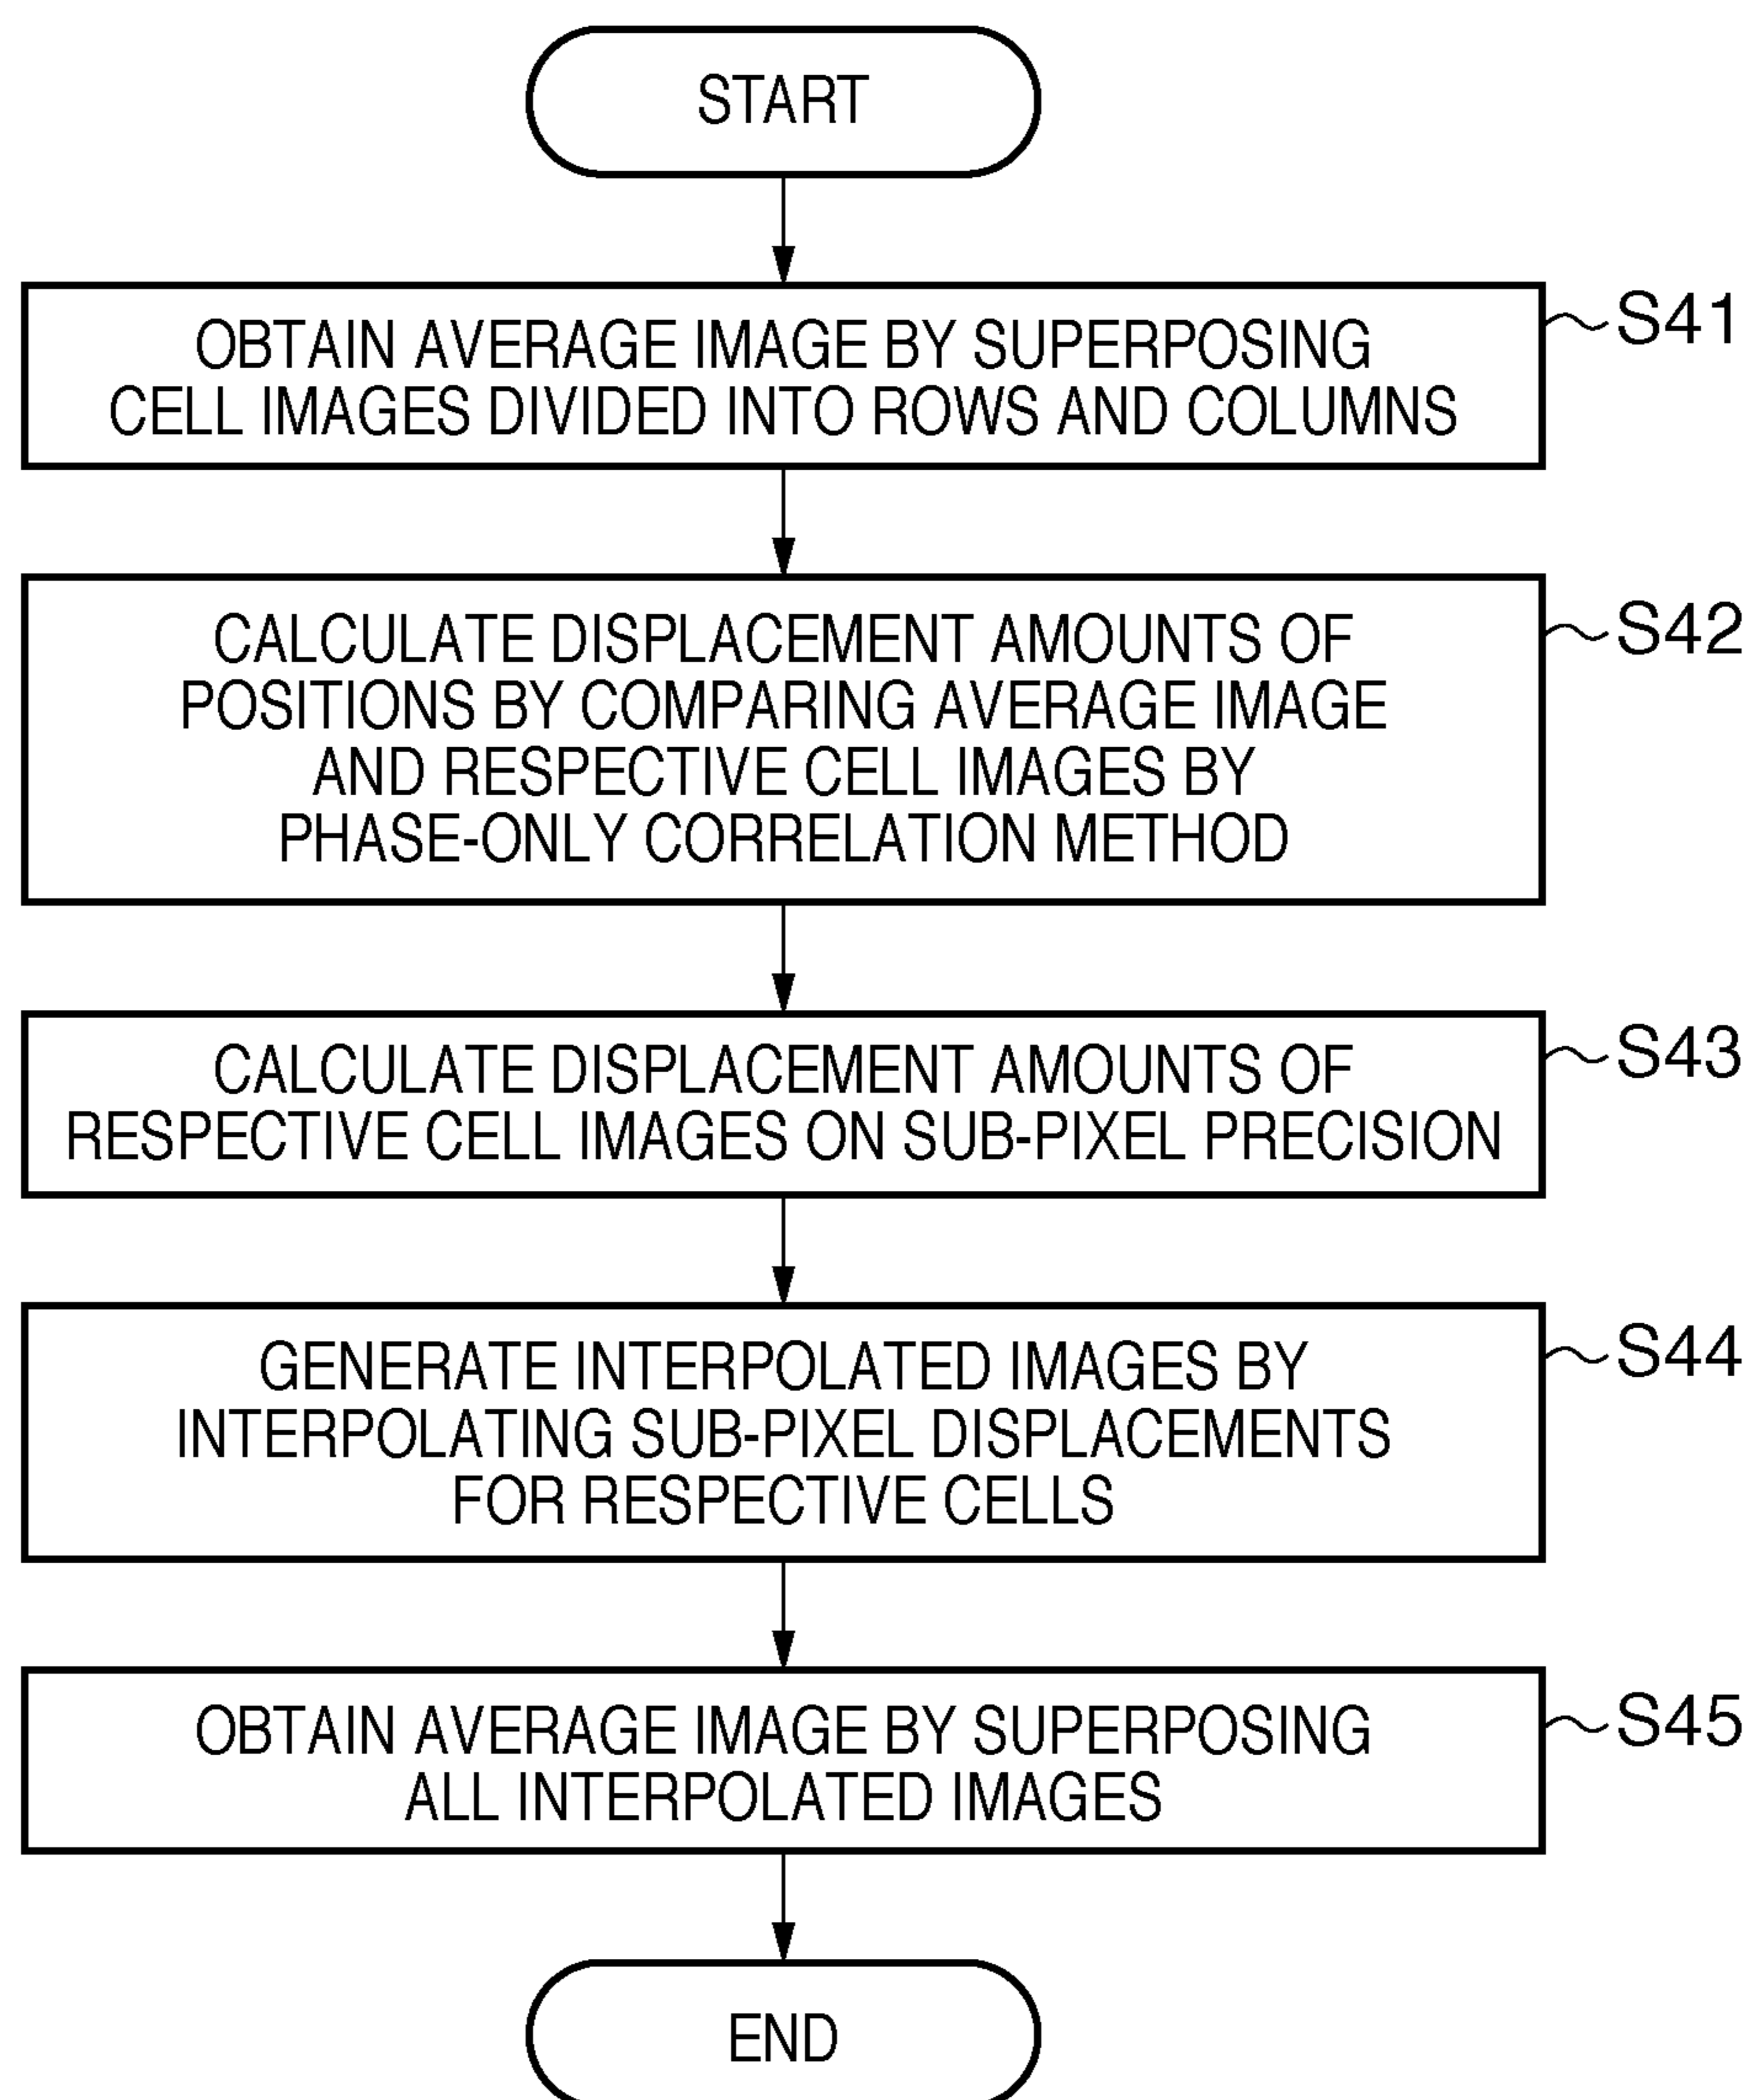 START
OBTAIN AVERAGE IMAGE BY SUPERPOSING
CELL IMAGES DIVIDED INTO ROWS AND COLUMNS
S41
CALCULATE DISPLACEMENT AMOUNTS OF
POSITIONS BY COMPARING AVERAGE IMAGE
AND RESPECTIVE CELL IMAGES BY
PHASE-ONLY CORRELATION METHOD
S42
CALCULATE DISPLACEMENT AMOUNTS OF
RESPECTIVE CELL IMAGES ON SUB-PIXEL PRECISION
S43
GENERATE INTERPOLATED IMAGES BY
INTERPOLATING SUB-PIXEL DISPLACEMENTS
FOR RESPECTIVE CELLS
S44
OBTAIN AVERAGE IMAGE BY SUPERPOSING
ALL INTERPOLATED IMAGES
S45
END